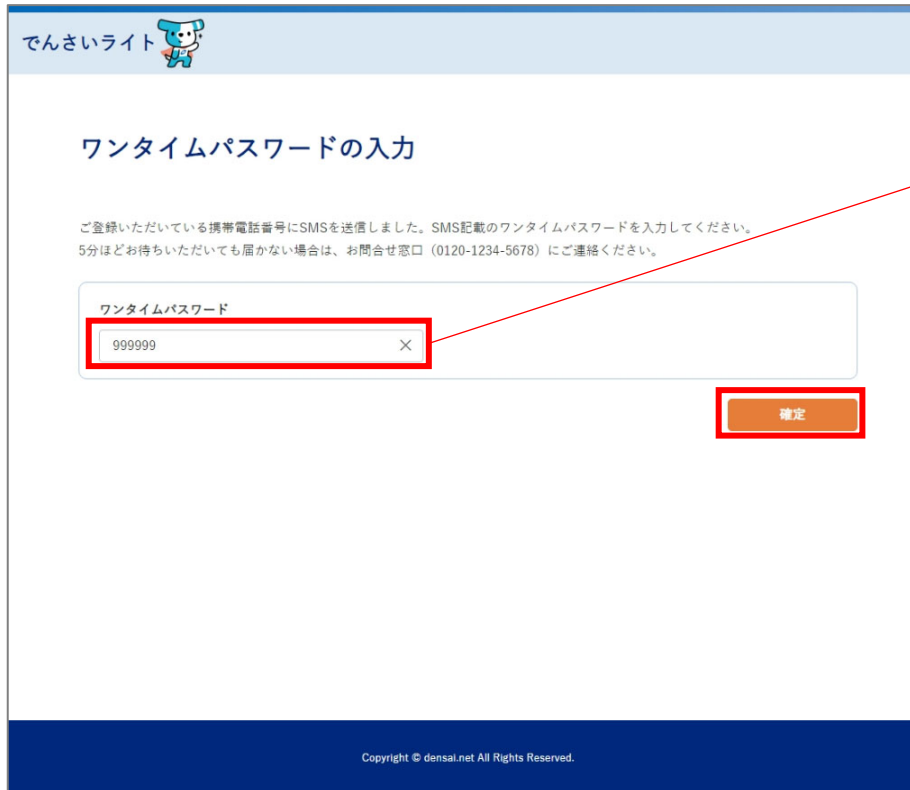 でんさいライト
ワンタイムパスワードの入力
ご登録いただいている携帯電話番号にSMSを送信しました。SMS記載のワンタイムパスワードを入力してください。
5分ほどお待ちいただいても届かない場合は、お問合せ窓口（0120-1234-5678）にご連絡ください。
ワンタイムパスワード
999999
確定
Copyright © densai.net All Rights Reserved.